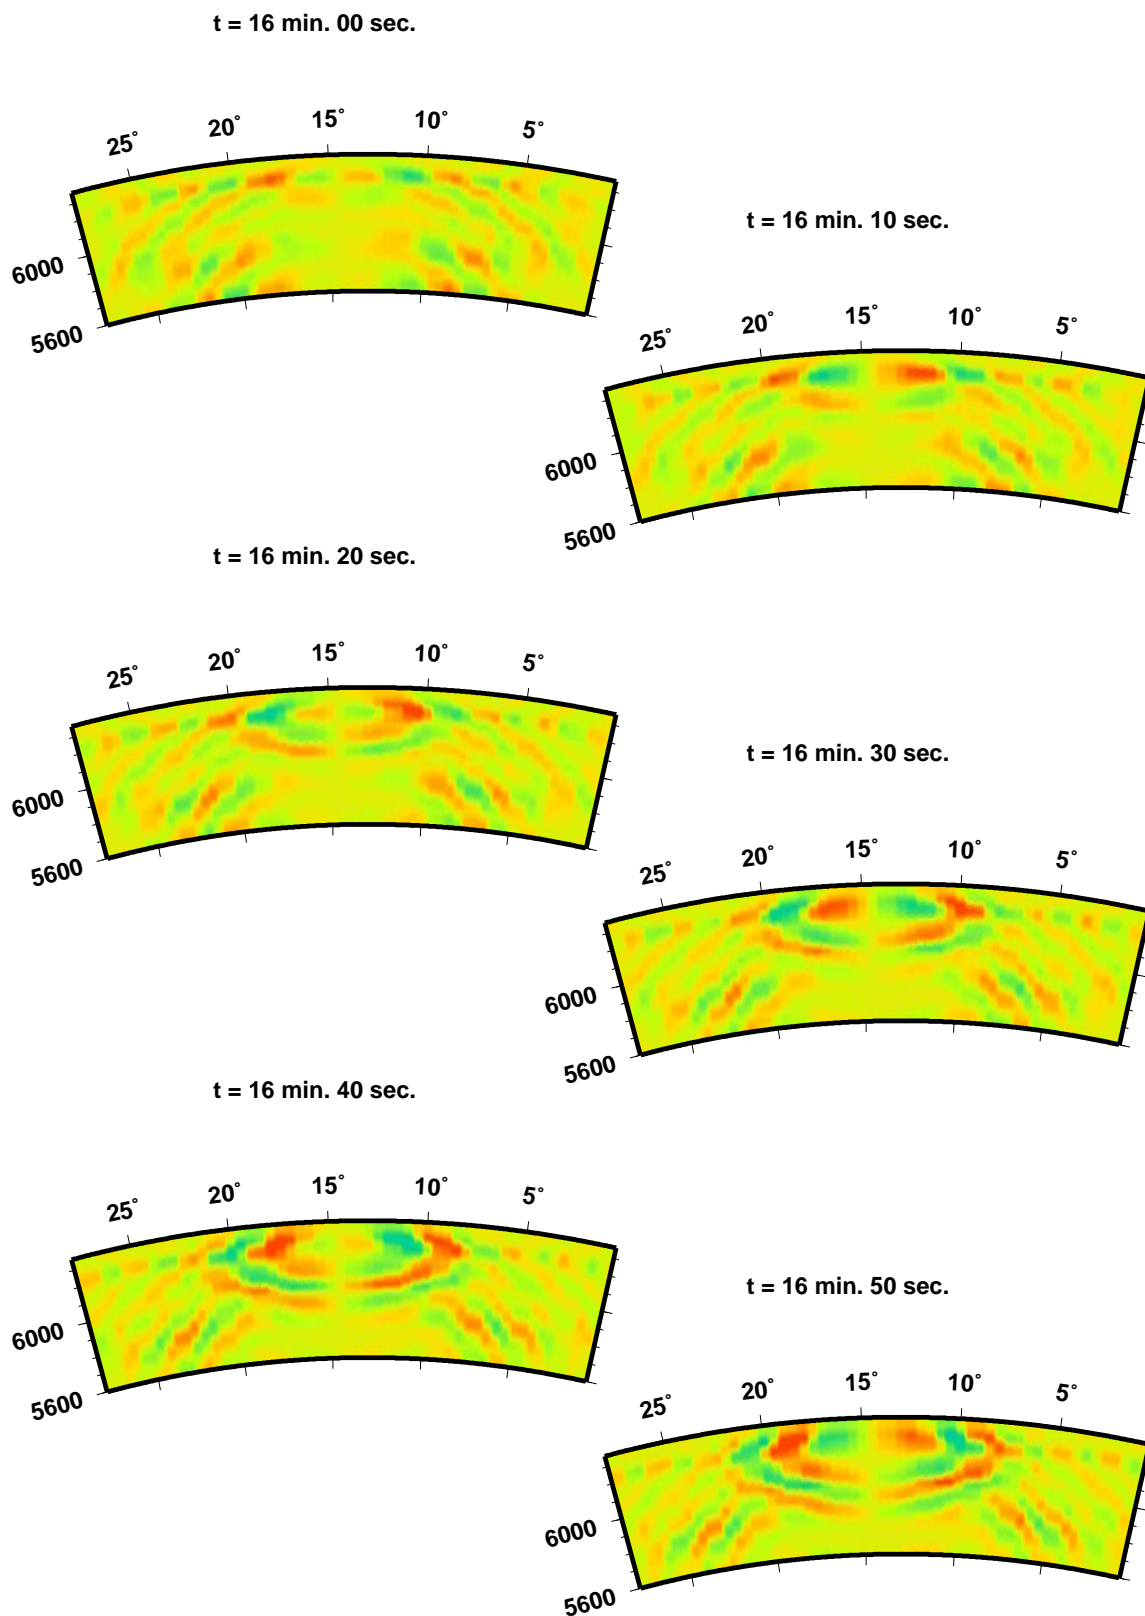 t = 16 min. 00 sec.
25° 20° 15° 10° 5°
6000
5600
t = 16 min. 10 sec.
25° 20° 15° 10° 5°
6000
5600
t = 16 min. 20 sec.
25° 20° 15° 10° 5°
6000
5600
t = 16 min. 30 sec.
25° 20° 15° 10° 5°
6000
5600
t = 16 min. 40 sec.
25° 20° 15° 10° 5°
6000
5600
t = 16 min. 50 sec.
25° 20° 15° 10° 5°
6000
5600